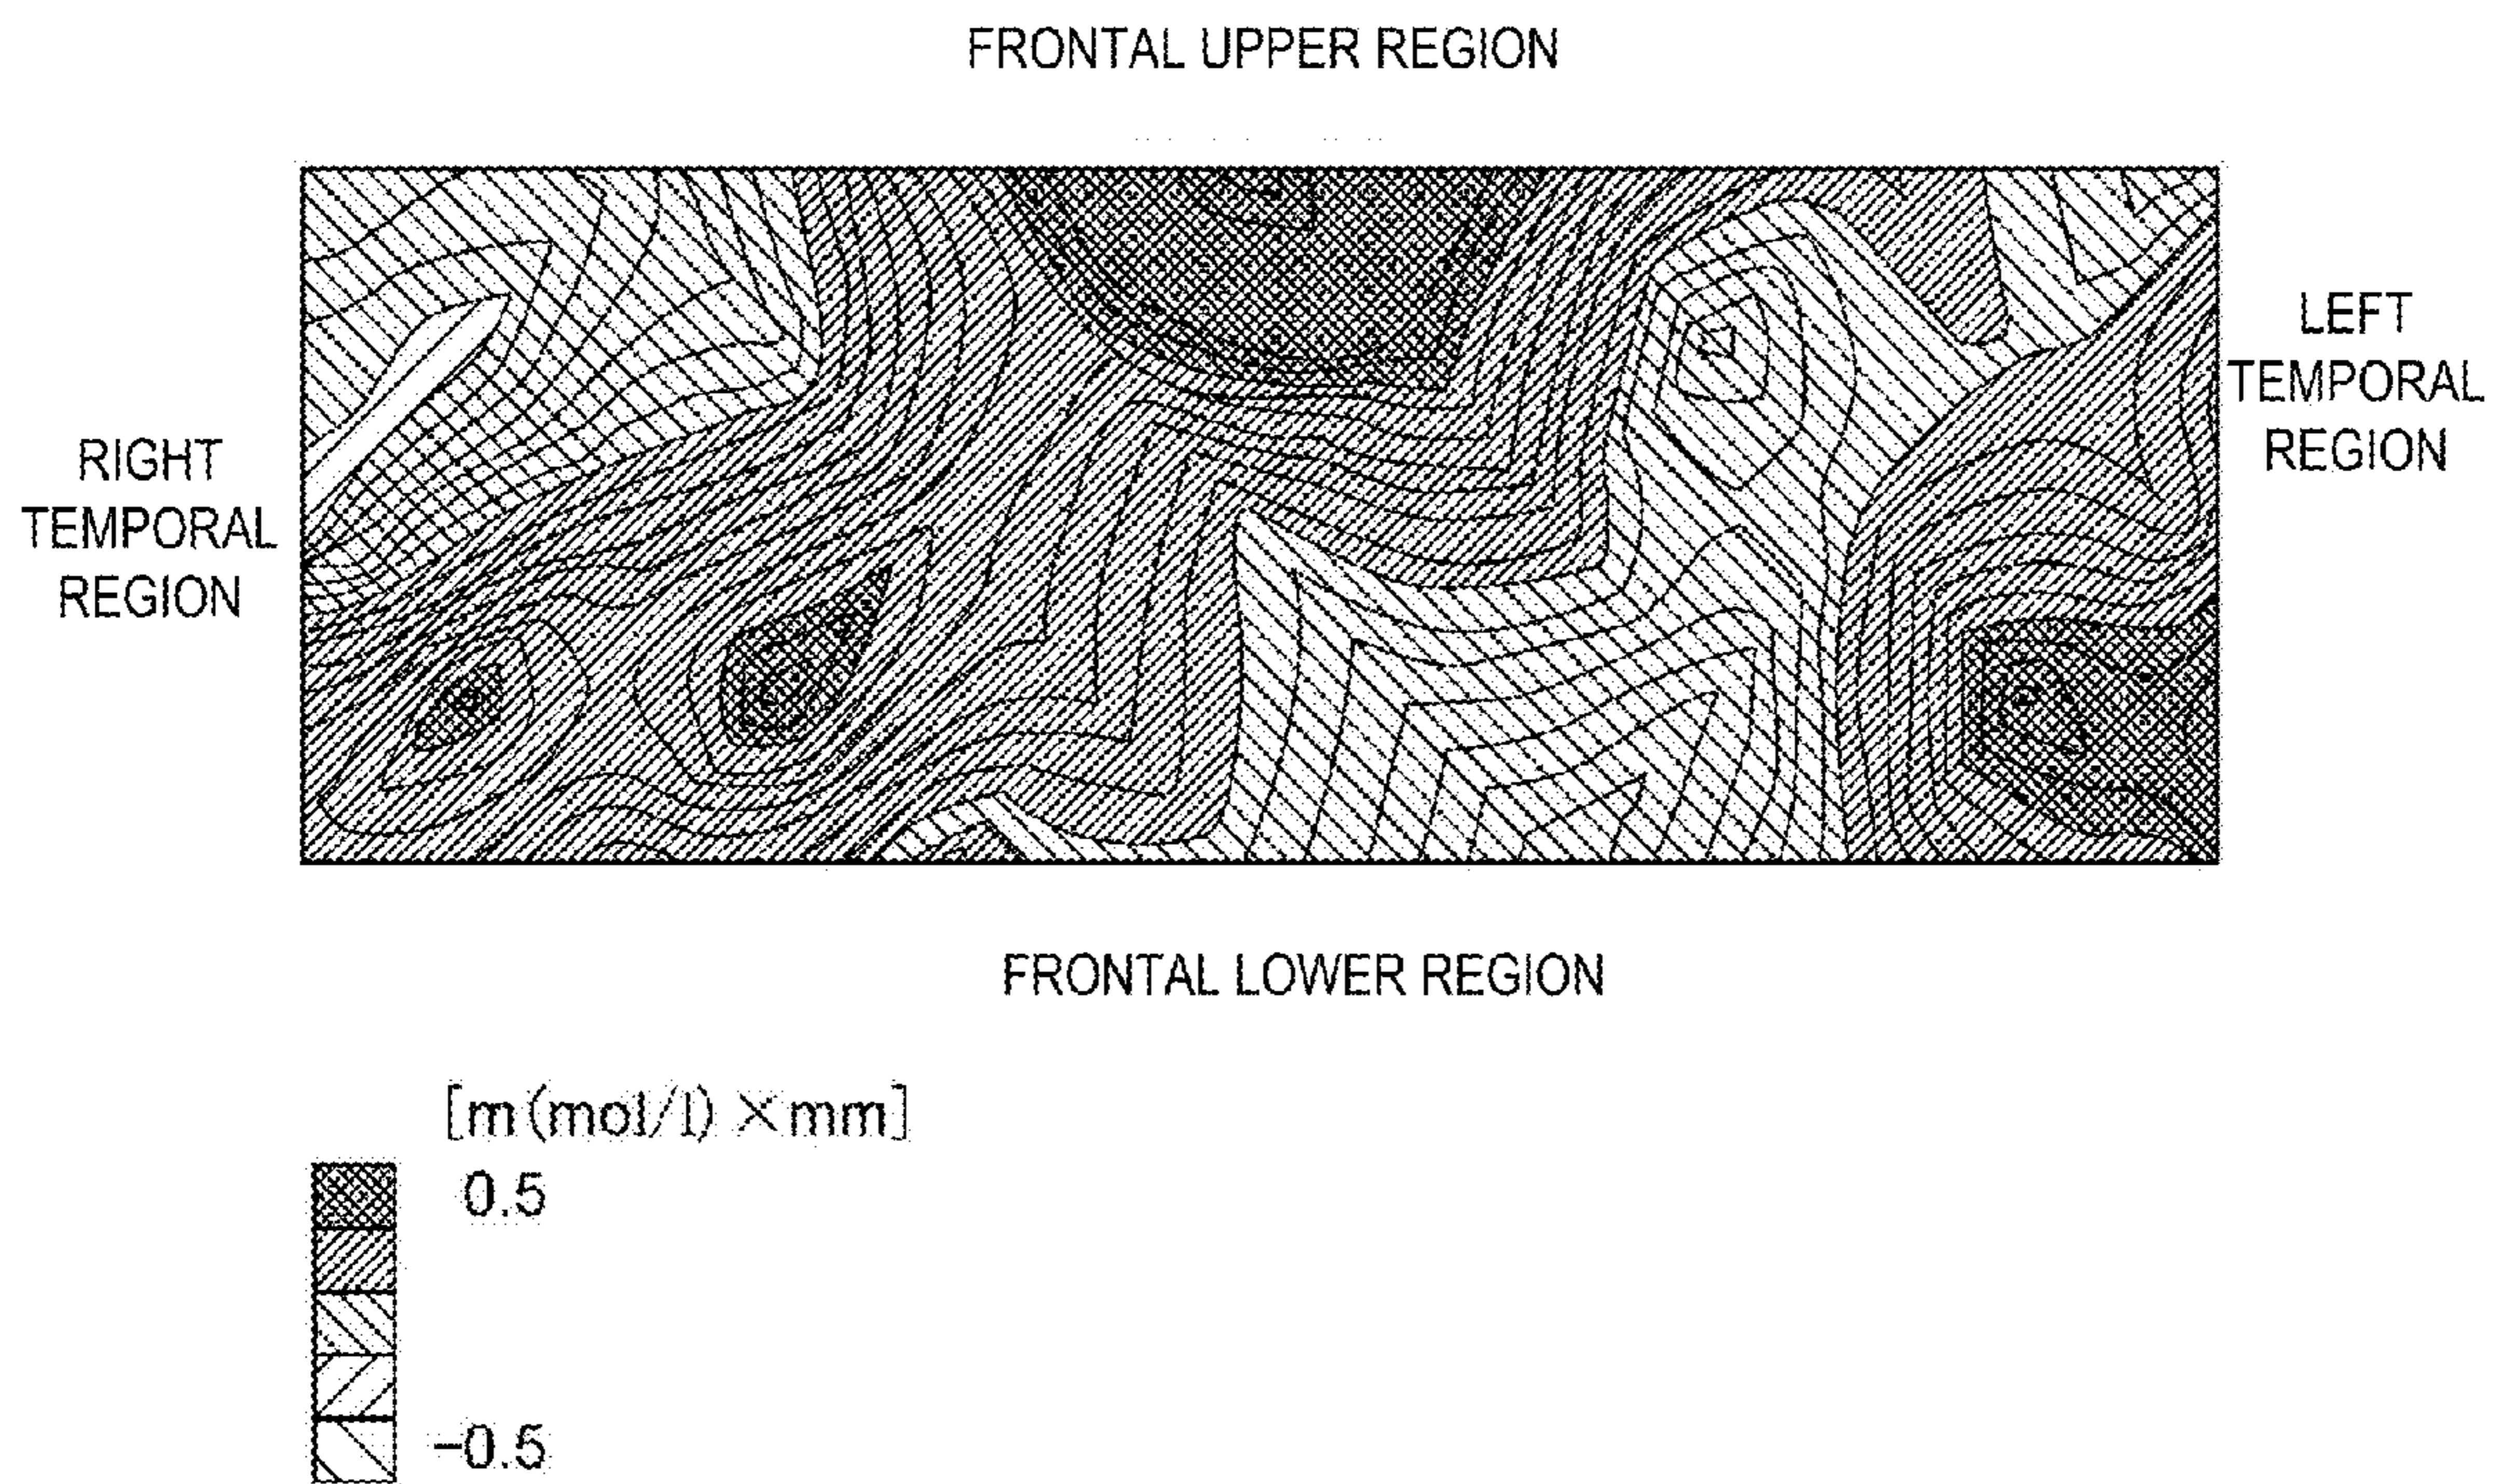 FRONTAL UPPER REGION
LEFT
TEMPORAL
REGION
RIGHT
TEMPORAL
REGION
FRONTAL LOWER REGION
[m(mol/l)×mm]
0.5
−0.5